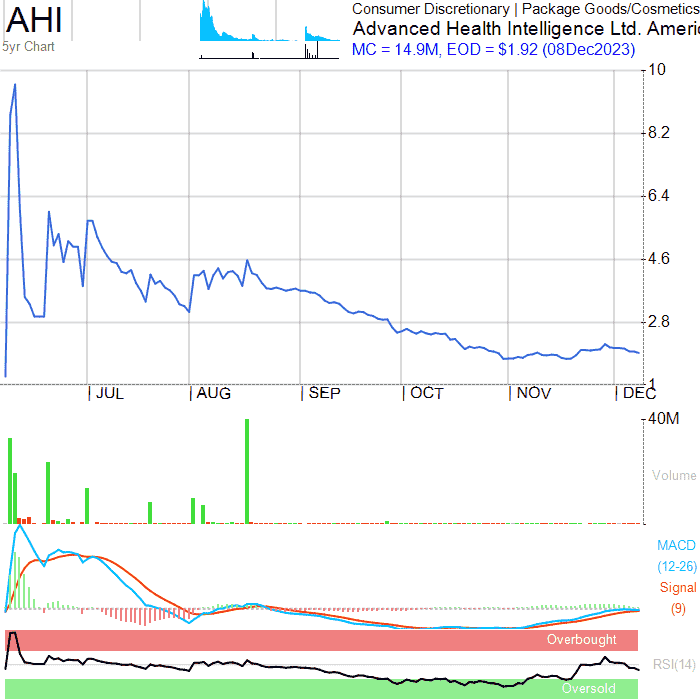 AHI
5yr Chart
Consumer Discretionary | Package Goods/Cosmetics
Advanced Health Intelligence Ltd. Americ
MC = 14.9M, EOD = $1.92 (08Dec2023)
10
8.2
6.4
4.6
2.8
1
JUL AUG SEP OCT NOV DEC
40M
Volume
MACD
(12-26)
Signal
(9)
Overbought
RSI(14)
Oversold